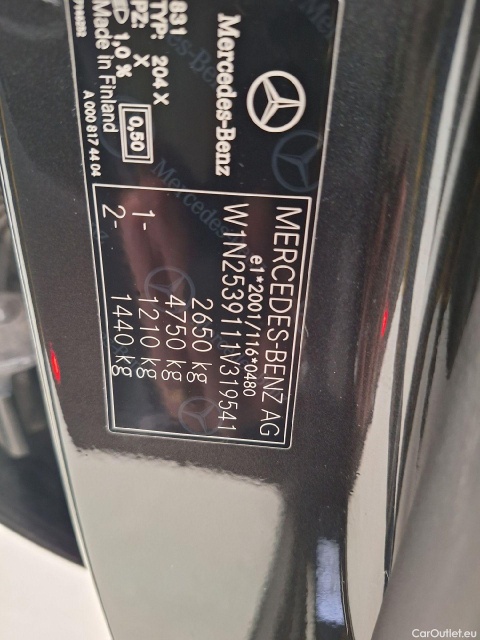 Mercedes-Benz
831
TYP: 204 X
PZ: X
1,0 %
0,50
Made in Finland
A 000 817 44 04
MERCEDES-BENZ AG
e1*2001/116*0480
W1N2539111V319541
2650 kg
4750 kg
1- 1210 kg
2- 1440 kg
CarOutlet.eu